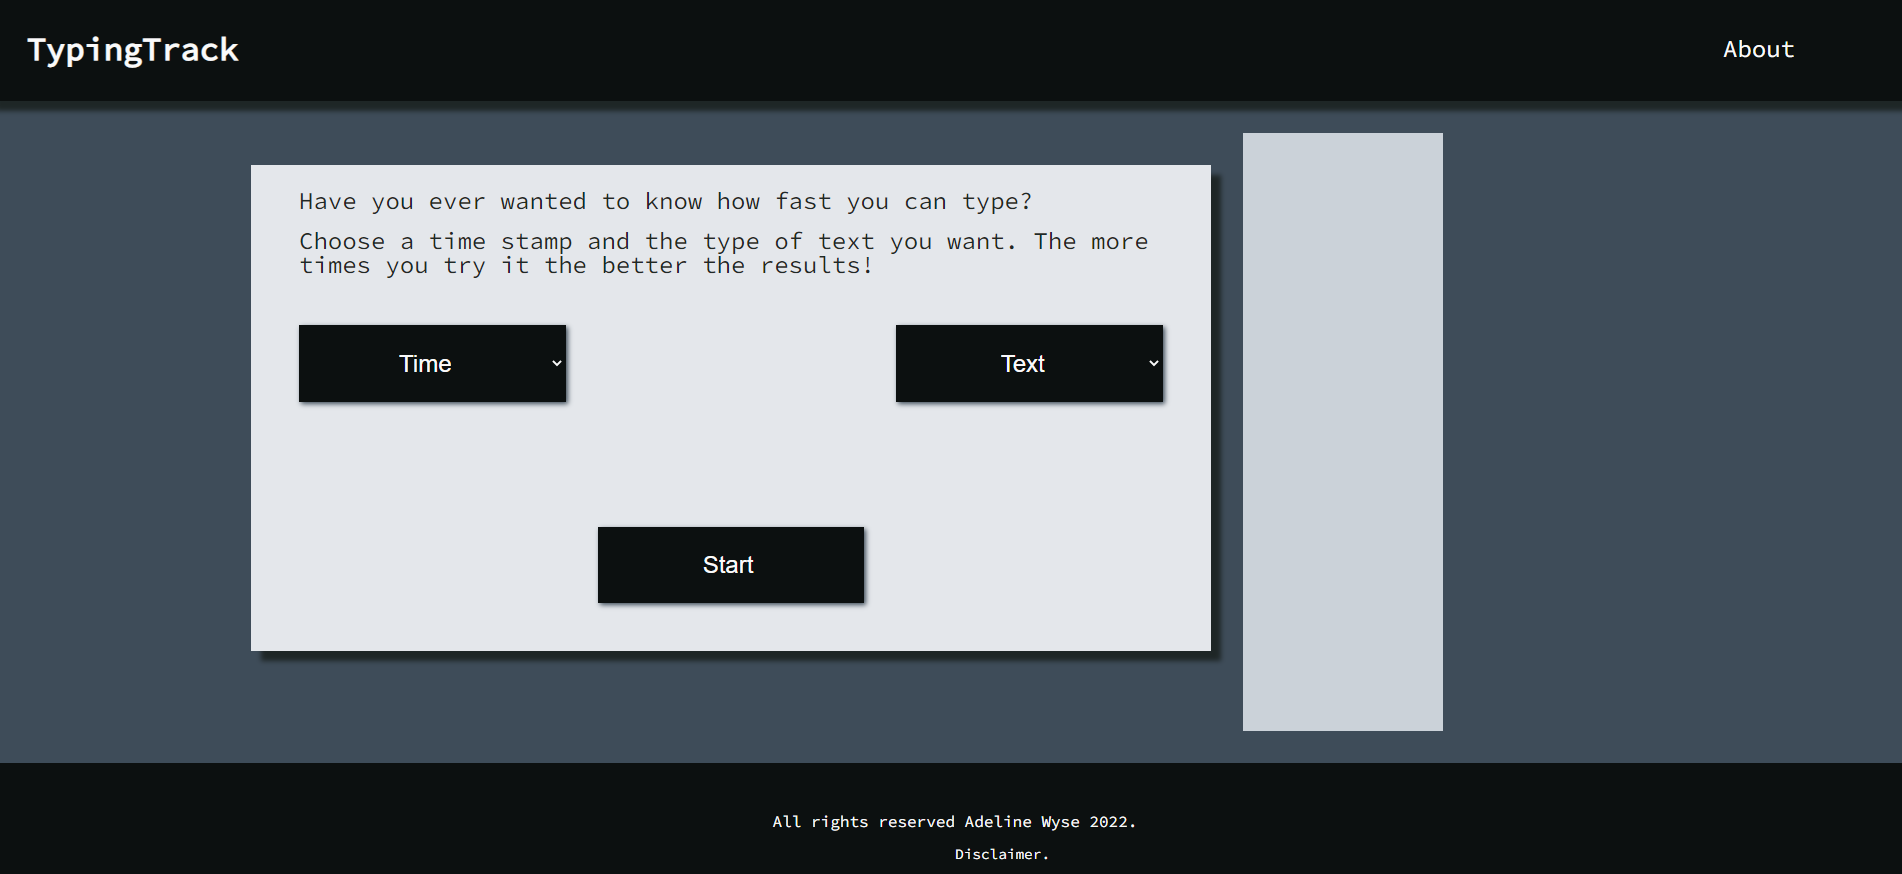 TypingTrack
About
Have you ever wanted to know how fast you can type?
Choose a time stamp and the type of text you want. The more
times you try it the better the results!
Time
Text
Start
All rights reserved Adeline Wyse 2022.
Disclaimer.